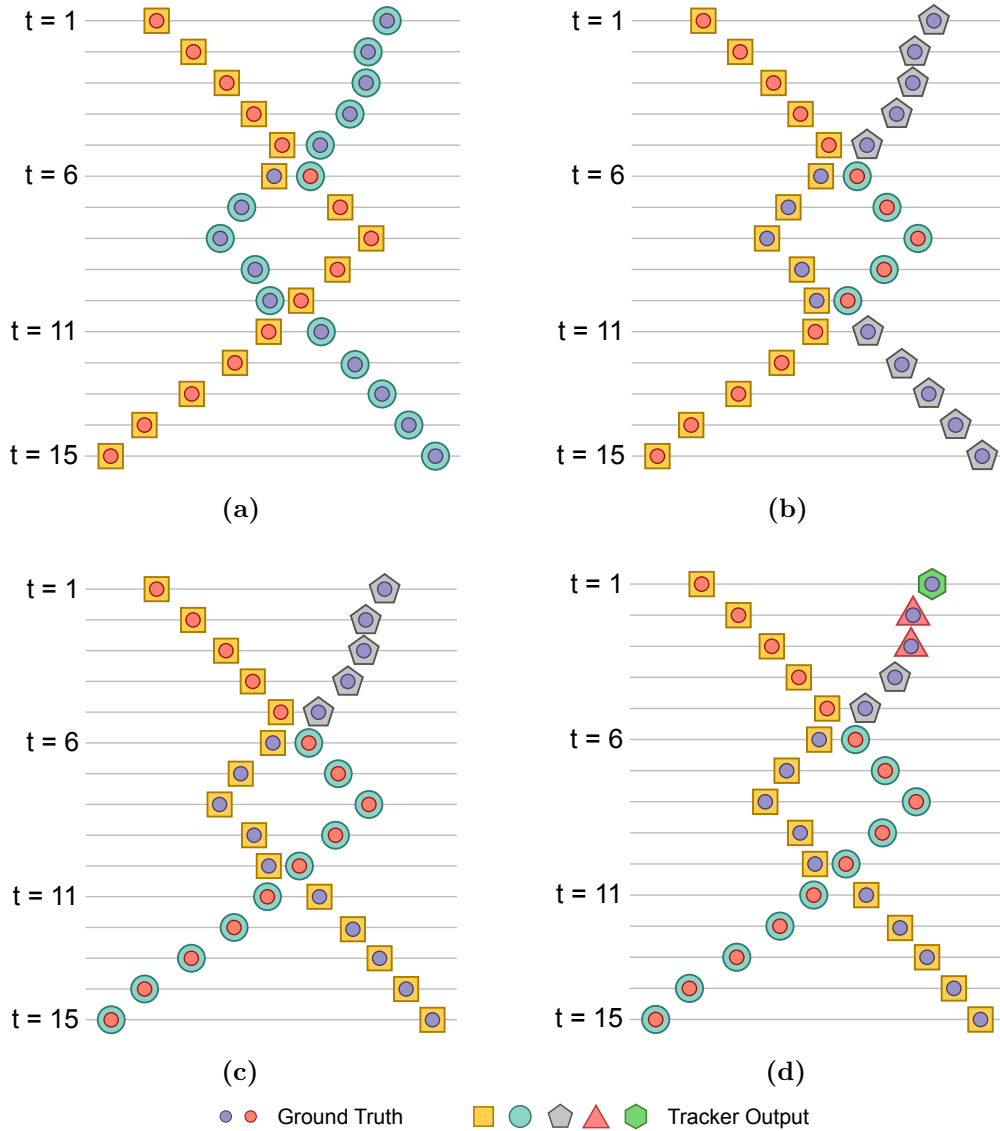 t = 1
t = 6
t = 11
t = 15
(a)
t = 1
t = 6
t = 11
t = 15
(b)
t = 1
t = 6
t = 11
t = 15
(c)
t = 1
t = 6
t = 11
t = 15
(d)
Ground Truth
Tracker Output